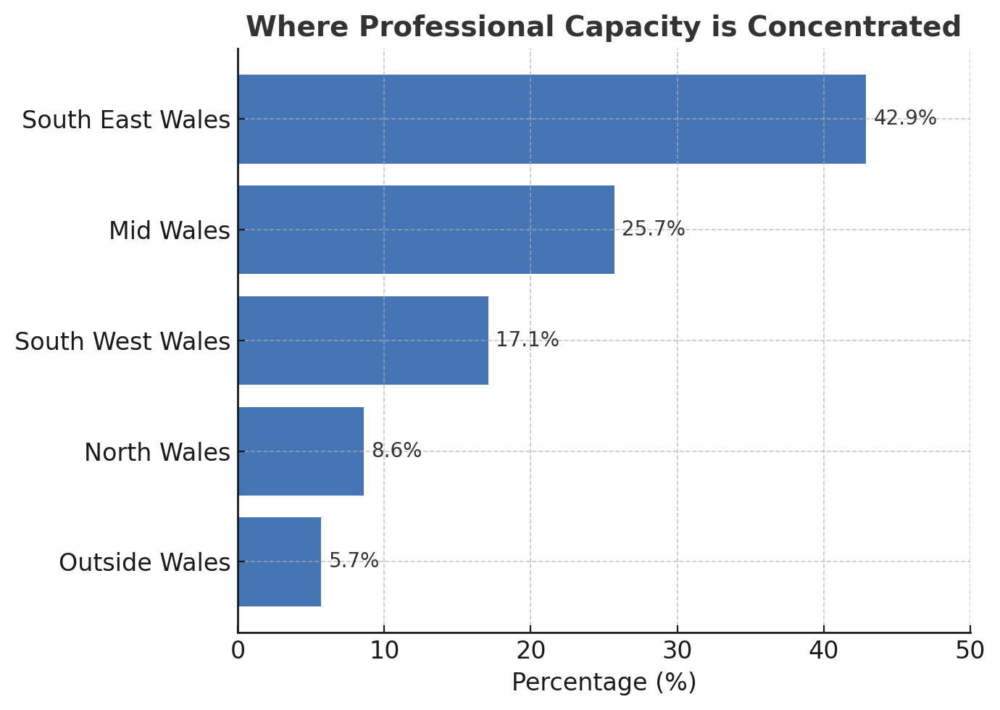 Where Professional Capacity is Concentrated
South East Wales
42.9%
Mid Wales
25.7%
South West Wales
17.1%
North Wales
8.6%
Outside Wales
5.7%
0 10 20 30 40 50
Percentage (%)